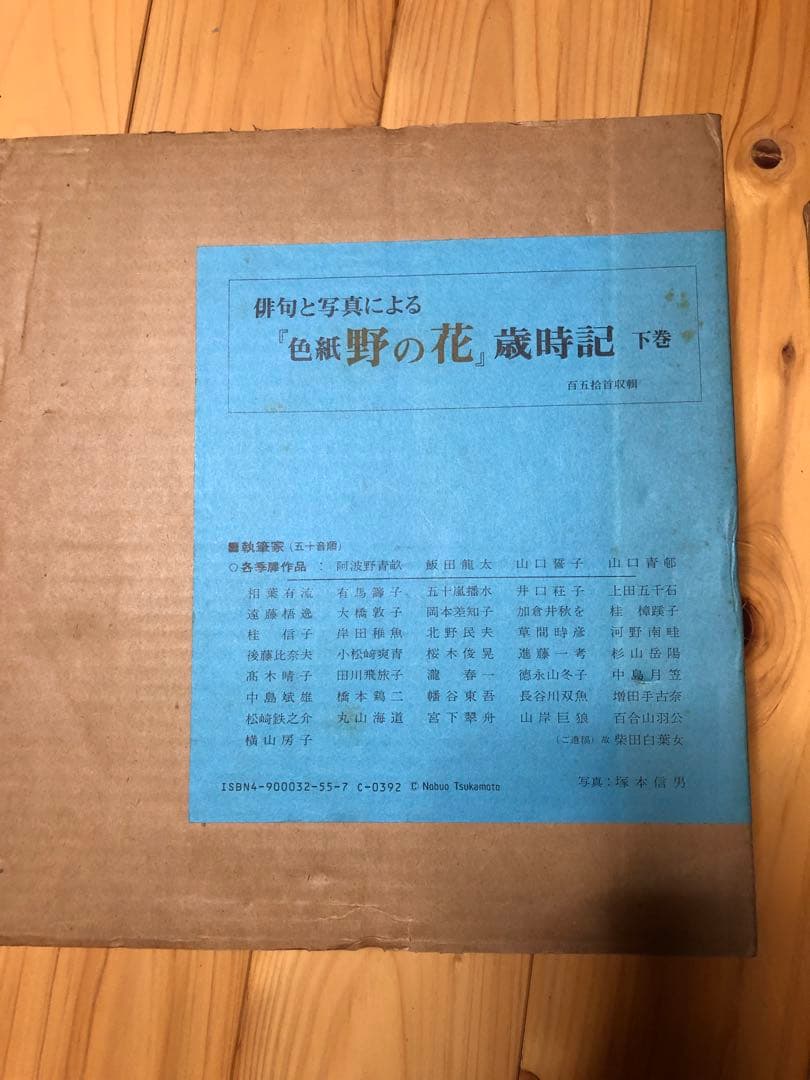 俳句と写真による
『色紙 野の花』歳時記 下巻
百五拾首収輯
■執筆家(五十音順)
○各季扉作品 : 阿波野青畝 飯田龍太 山口誓子 山口青邨
相葉有流 有馬籌子 五十嵐播水 井口荘子 上田五千石
遠藤梧逸 大橋敦子 岡本差知子 加倉井秋を 桂樟蹊子
桂信子 岸田稚魚 北野民夫 草間時彦 河野南畦
後藤比奈夫 小松崎爽青 桜木俊晃 進藤一考 杉山岳陽
髙木晴子 田川飛旅子 瀧春一 徳永山冬子 中島月笠
中島斌雄 橋本鶏二 幡谷東吾 長谷川双魚 増田手古奈
松崎鉄之介 丸山海道 宮下翠舟 山岸巨狼 百合山羽公
横山房子 (ご遺稿)故 柴田白葉女
ISBN4-900032-55-7 C-0392 © Nobuo Tsukamoto 写真:塚本信男